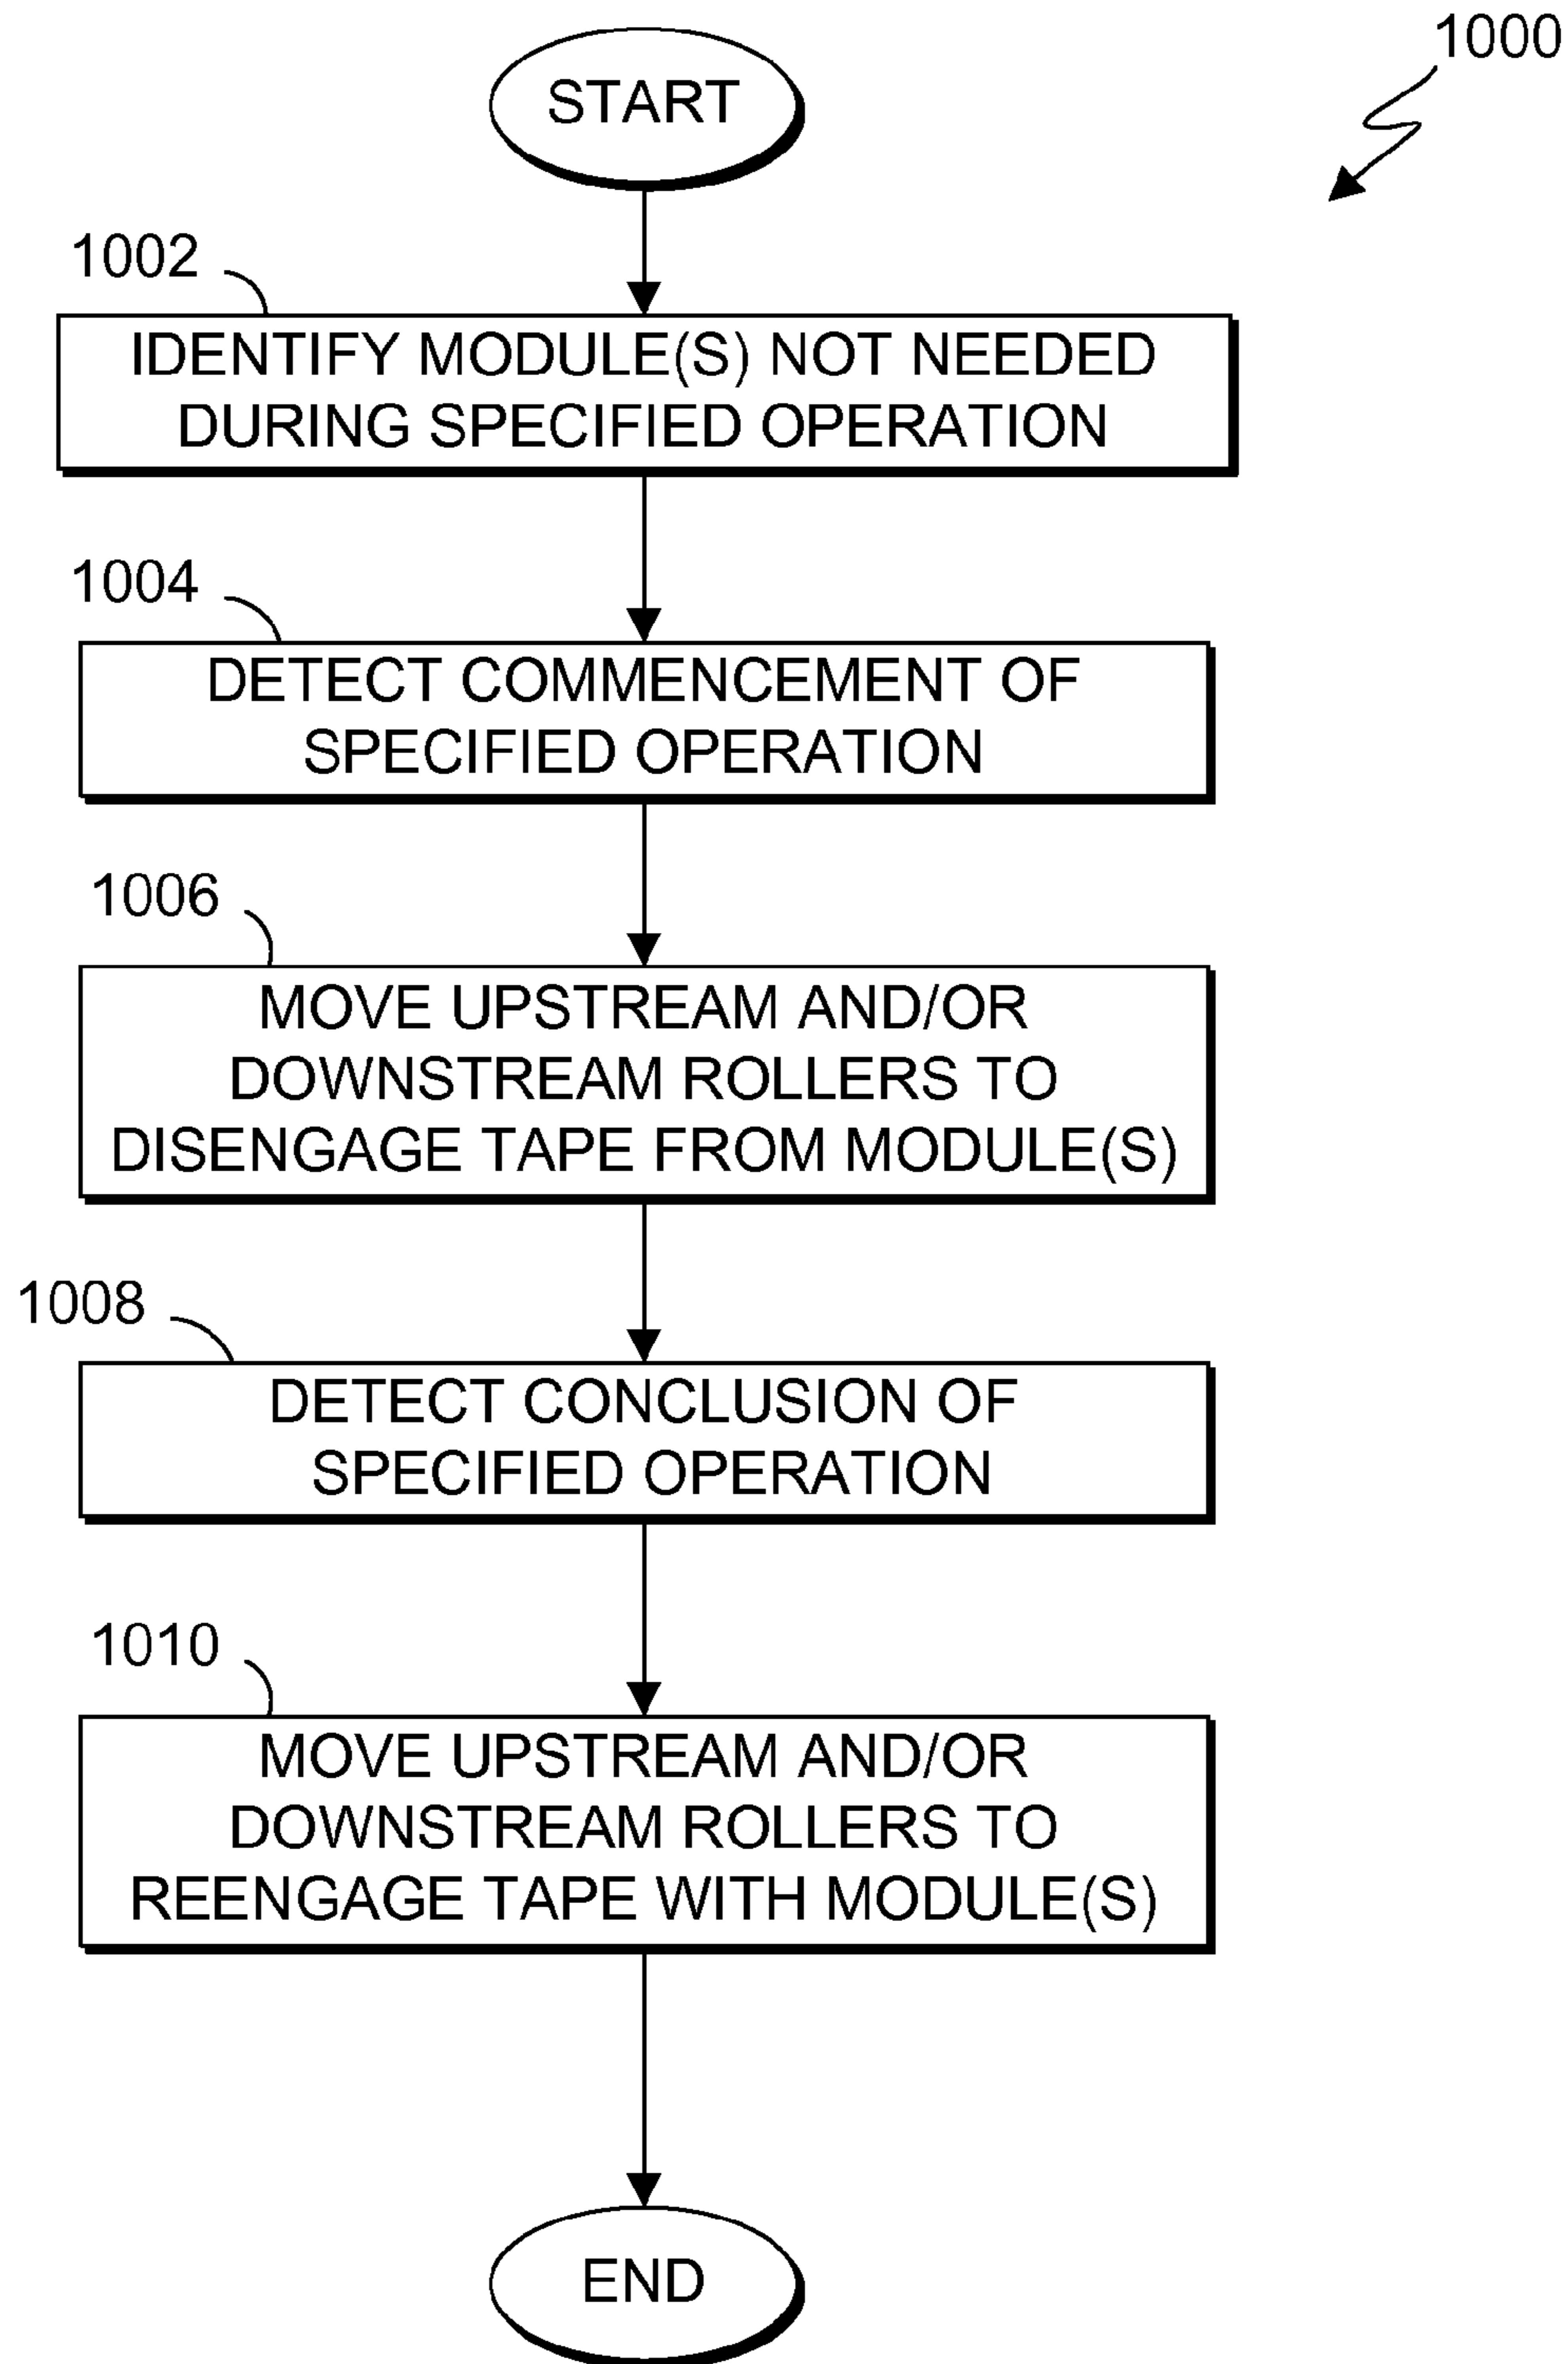 1000
START
1002
IDENTIFY MODULE(S) NOT NEEDED
DURING SPECIFIED OPERATION
1004
DETECT COMMENCEMENT OF
SPECIFIED OPERATION
1006
MOVE UPSTREAM AND/OR
DOWNSTREAM ROLLERS TO
DISENGAGE TAPE FROM MODULE(S)
1008
DETECT CONCLUSION OF
SPECIFIED OPERATION
1010
MOVE UPSTREAM AND/OR
DOWNSTREAM ROLLERS TO
REENGAGE TAPE WITH MODULE(S)
END